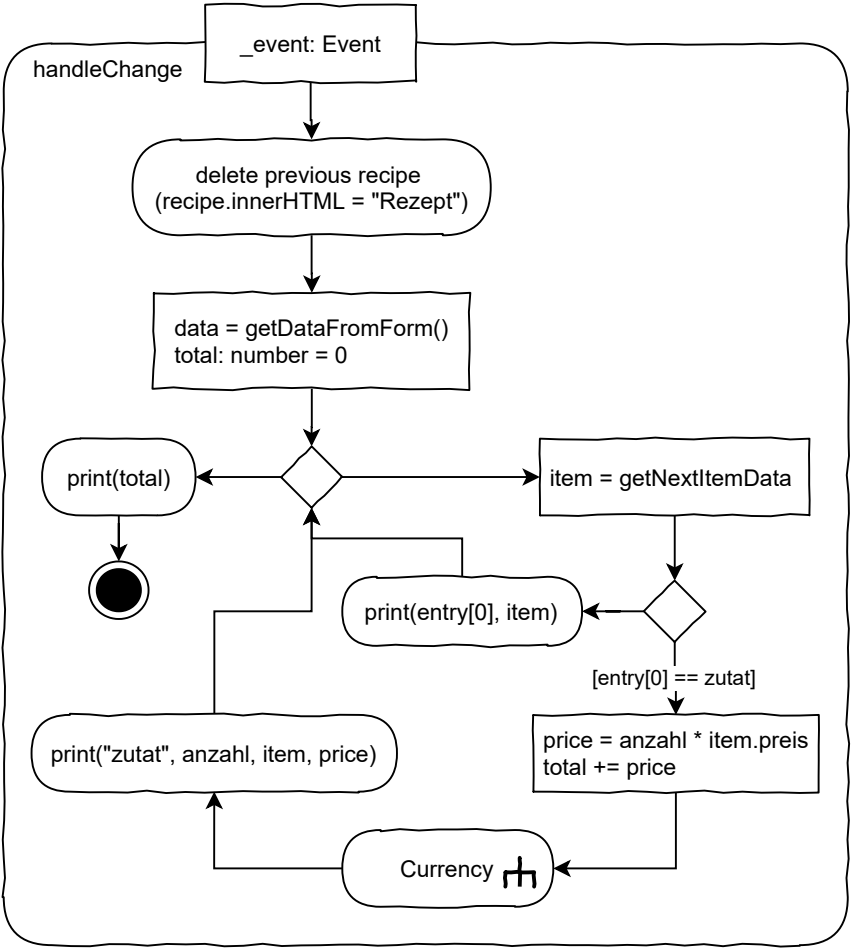 _event: Event
handleChange
delete previous recipe
(recipe.innerHTML = "Rezept")
data = getDataFromForm()
total: number = 0
print(total)
item = getNextItemData
print(entry[0], item)
[entry[0] == zutat]
price = anzahl * item.preis
total += price
print("zutat", anzahl, item, price)
Currency